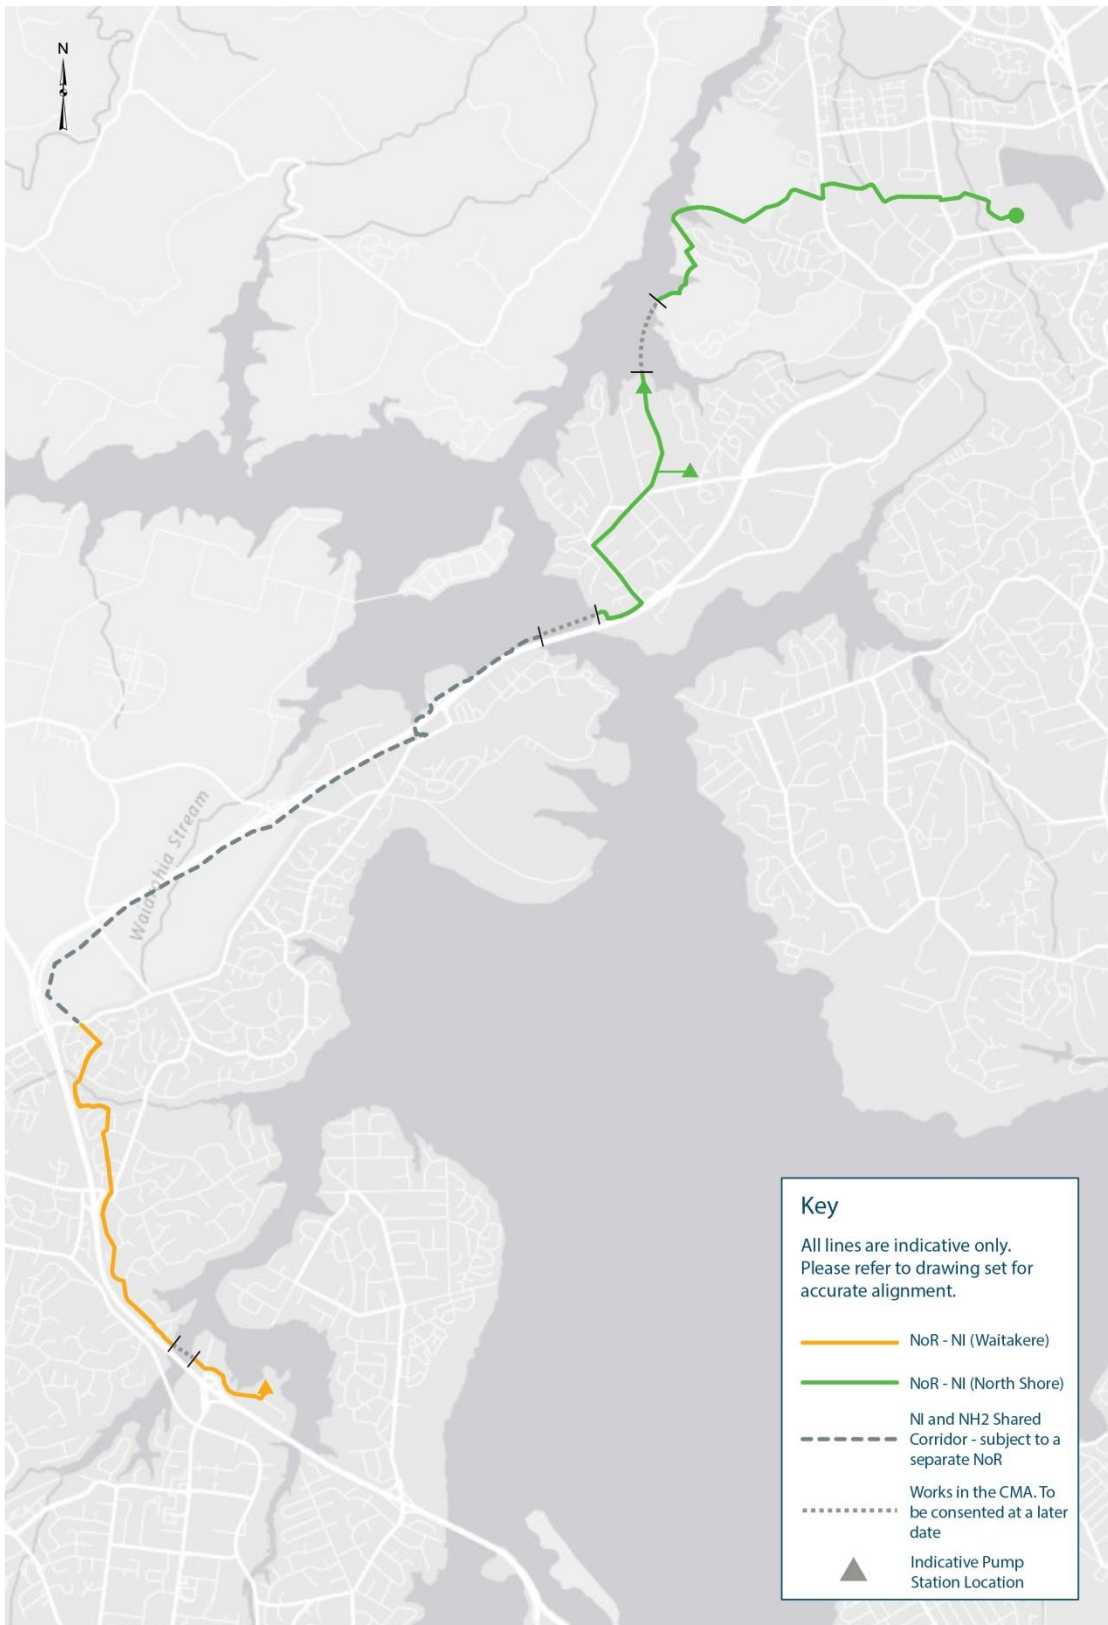 N
Waiarohia Stream
Key
All lines are indicative only.
Please refer to drawing set for
accurate alignment.
NoR - NI (Waitakere)
NoR - NI (North Shore)
NI and NH2 Shared
Corridor - subject to a
separate NoR
Works in the CMA. To
be consented at a later
date
Indicative Pump
Station Location